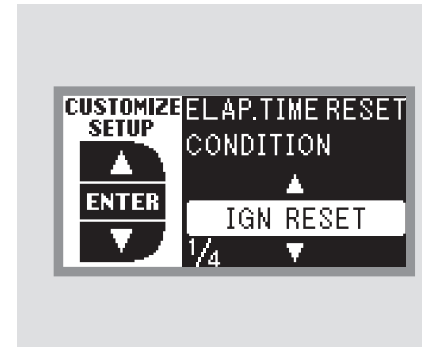 CUSTOMIZE
SETUP
ENTER
ELAP.TIME RESET
CONDITION
IGN RESET
1/4